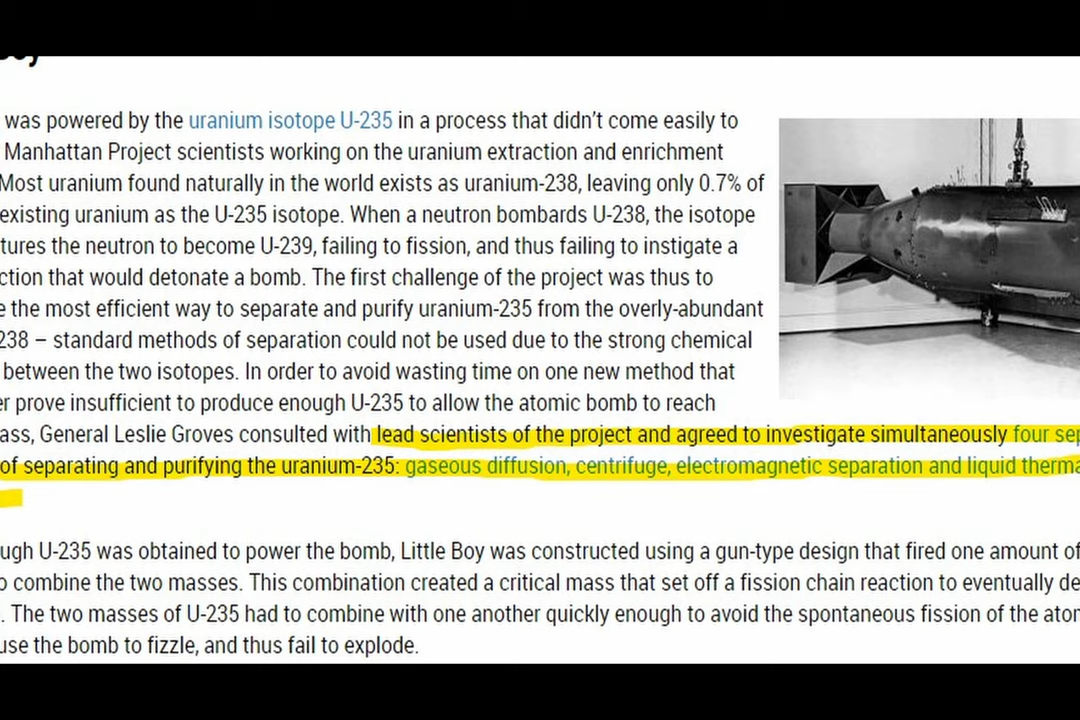 was powered by the uranium isotope U-235 in a process that didn’t come easily to
Manhattan Project scientists working on the uranium extraction and enrichment
Most uranium found naturally in the world exists as uranium-238, leaving only 0.7% of
existing uranium as the U-235 isotope. When a neutron bombards U-238, the isotope
tures the neutron to become U-239, failing to fission, and thus failing to instigate a
ction that would detonate a bomb. The first challenge of the project was thus to
e the most efficient way to separate and purify uranium-235 from the overly-abundant
238 – standard methods of separation could not be used due to the strong chemical
between the two isotopes. In order to avoid wasting time on one new method that
er prove insufficient to produce enough U-235 to allow the atomic bomb to reach
ass, General Leslie Groves consulted with lead scientists of the project and agreed to investigate simultaneously four sep
of separating and purifying the uranium-235: gaseous diffusion, centrifuge, electromagnetic separation and liquid therma
ugh U-235 was obtained to power the bomb, Little Boy was constructed using a gun-type design that fired one amount of
o combine the two masses. This combination created a critical mass that set off a fission chain reaction to eventually de
. The two masses of U-235 had to combine with one another quickly enough to avoid the spontaneous fission of the ator
use the bomb to fizzle, and thus fail to explode.